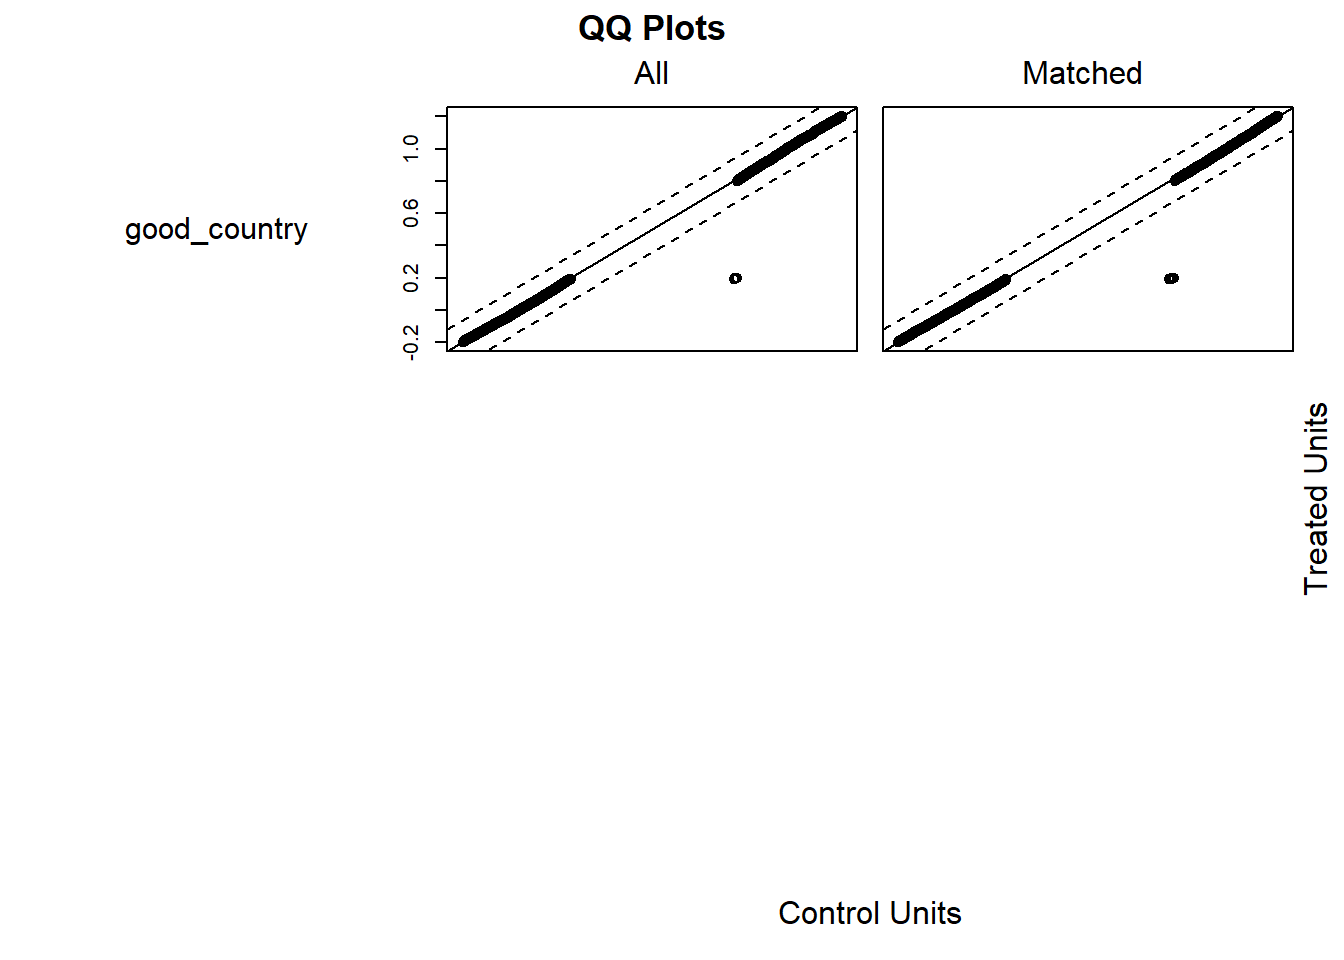 QQ Plots
All Matched
good_country
1.0
0.6
0.2
-0.2
Treated Units
Control Units